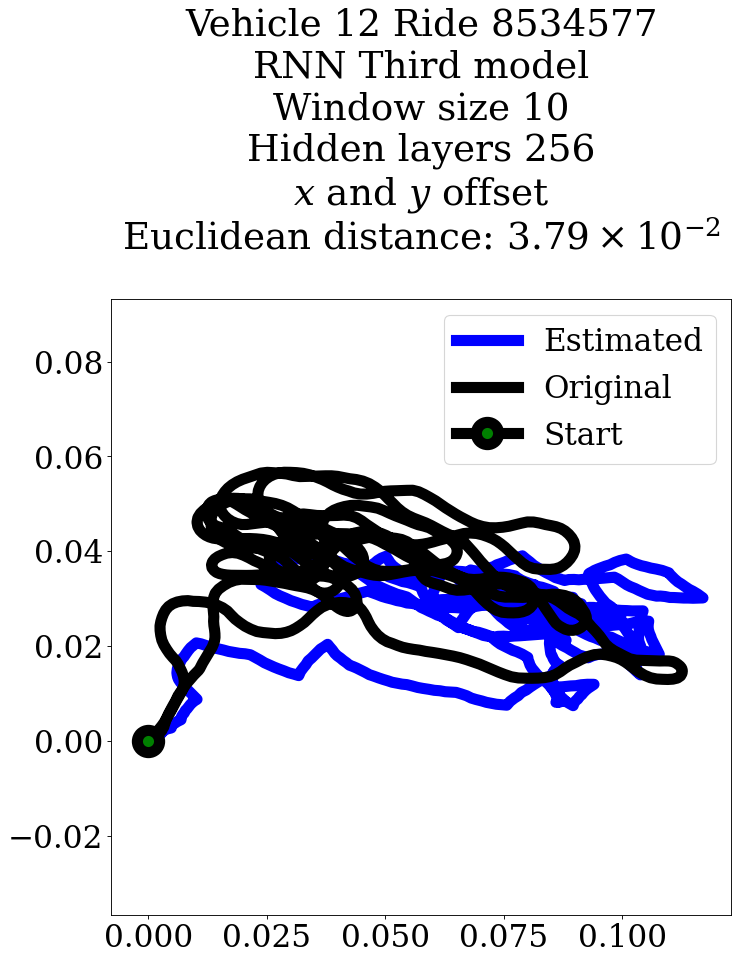 Vehicle 12 Ride 8534577
RNN Third model
Window size 10
Hidden layers 256
x and y offset
Euclidean distance: 3.79 × 10⁻²
Estimated
Original
Start
0.08
0.06
0.04
0.02
0.00
−0.02
0.000 0.025 0.050 0.075 0.100